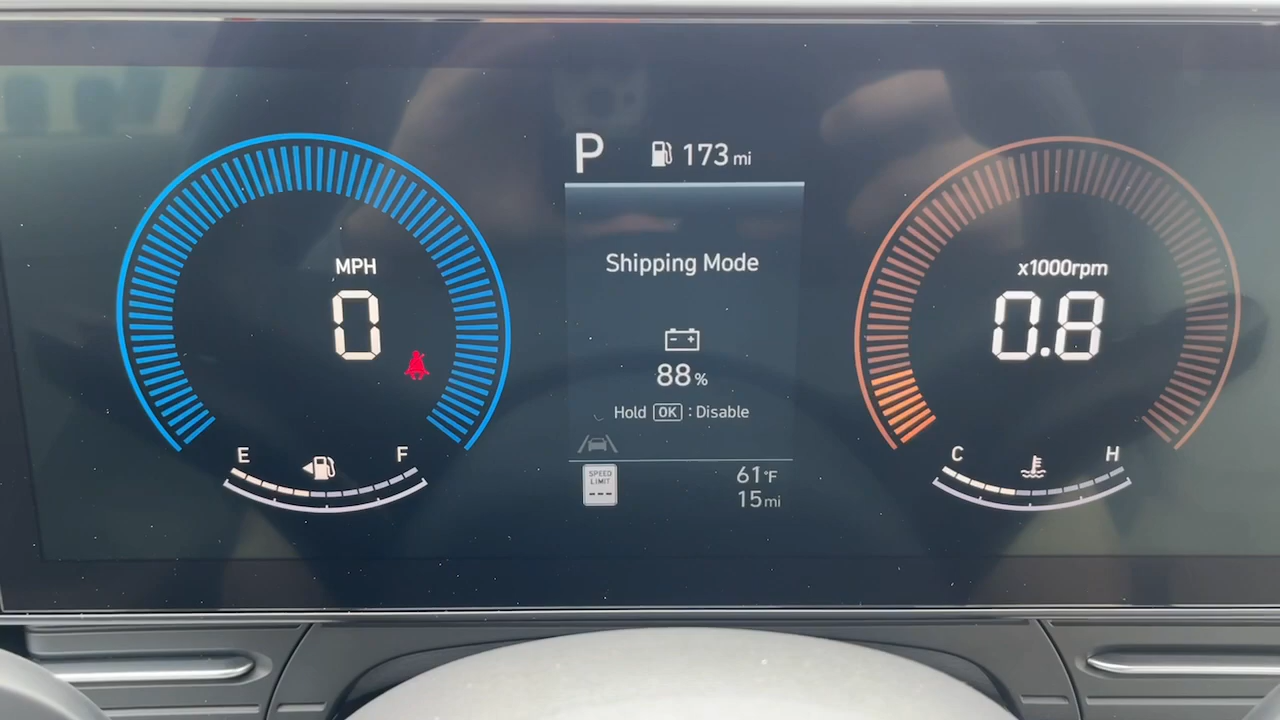 P 173 mi
MPH
0
E F
Shipping Mode
88%
Hold OK : Disable
SPEED LIMIT
---
61°F
15 mi
x1000rpm
0.8
C H